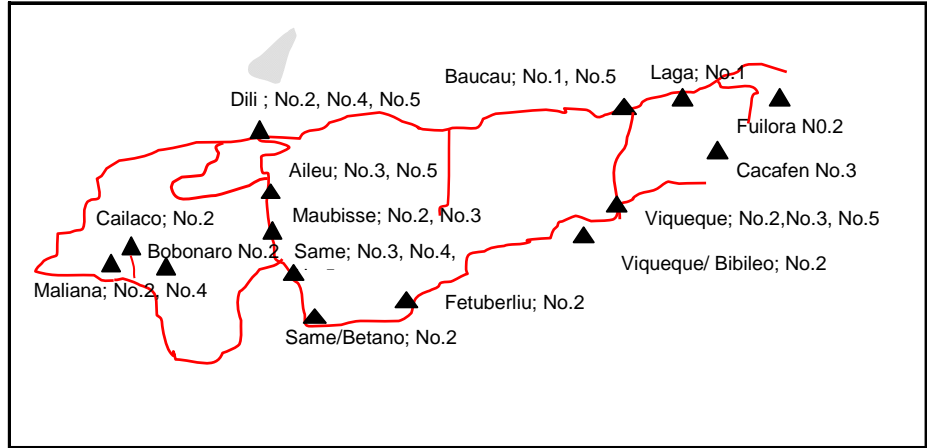 Baucau; No.1, No.5
Laga; No.1
Dili ; No.2, No.4, No.5
Fuilora N0.2
Cacafen No.3
Aileu; No.3, No.5
Cailaco; No.2
Maubisse; No.2, No.3
Viqueque; No.2,No.3, No.5
Bobonaro No.2
Same; No.3, No.4,
Viqueque/ Bibileo; No.2
Maliana; No.2, No.4
Fetuberliu; No.2
Same/Betano; No.2